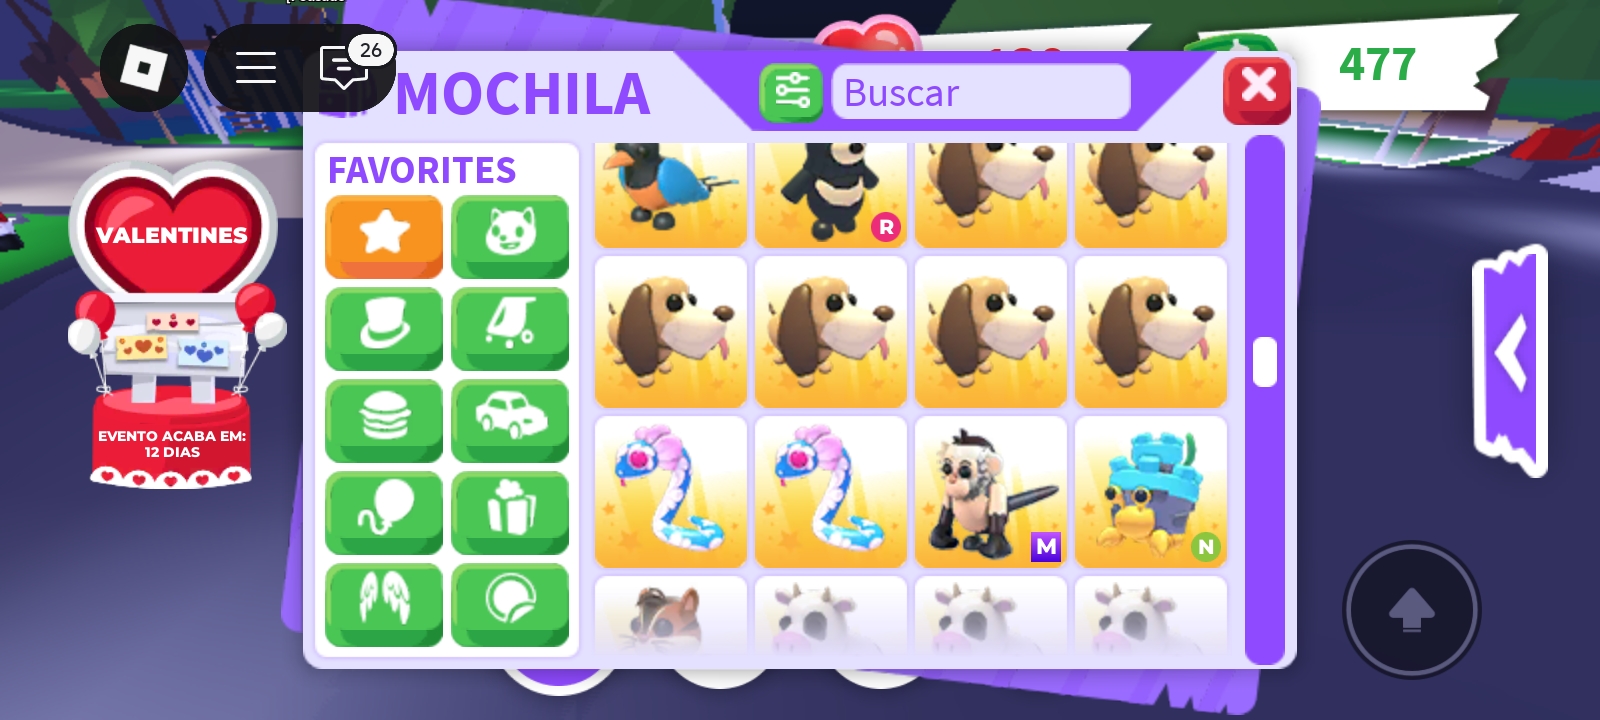 26
MOCHILA
Buscar
477
FAVORITES
R
VALENTINES
EVENTO ACABA EM:
12 DIAS
M
N